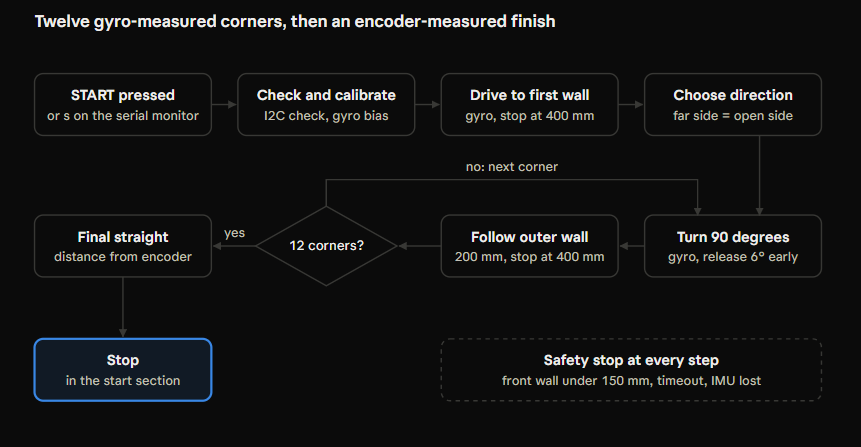 Twelve gyro-measured corners, then an encoder-measured finish
START pressed
or s on the serial monitor
Check and calibrate
I2C check, gyro bias
Drive to first wall
gyro, stop at 400 mm
Choose direction
far side = open side
no: next corner
Final straight
distance from encoder
yes
12 corners?
Follow outer wall
200 mm, stop at 400 mm
Turn 90 degrees
gyro, release 6° early
Stop
in the start section
Safety stop at every step
front wall under 150 mm, timeout, IMU lost